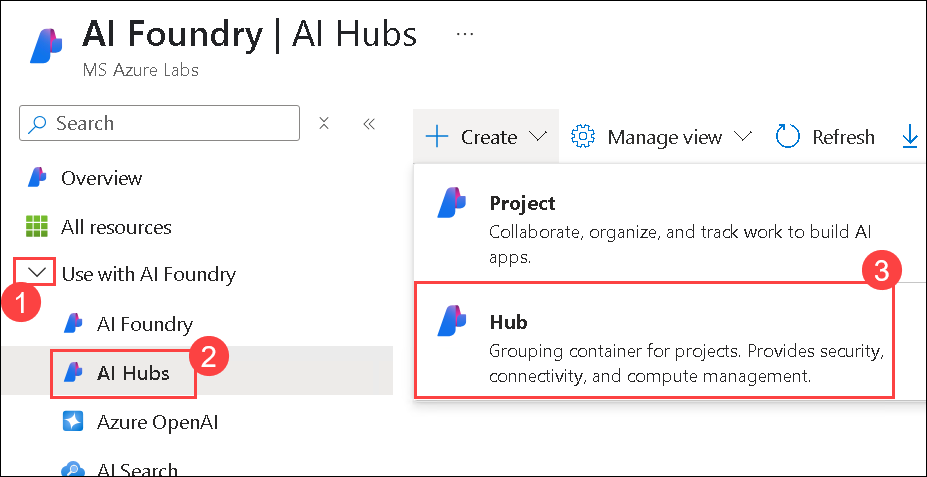 AI Foundry | AI Hubs ...
MS Azure Labs
Search
Create
Manage view
Refresh
Overview
All resources
Use with AI Foundry
1
AI Foundry
AI Hubs
2
Azure OpenAI
AI Search
Project
Collaborate, organize, and track work to build AI
apps.
3
Hub
Grouping container for projects. Provides security,
connectivity, and compute management.